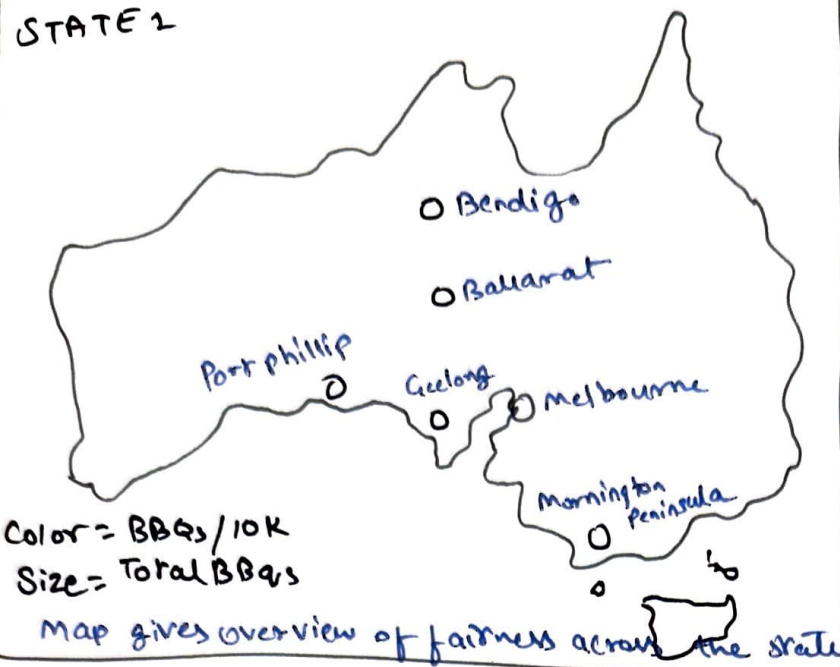 STATE 1
Bendigo
Ballarat
Port phillip
Geelong
Melbourne
Mornington
Peninsula
Color = BBQs/10K
Size = Total BBQs
Map gives overview of fairness across the state